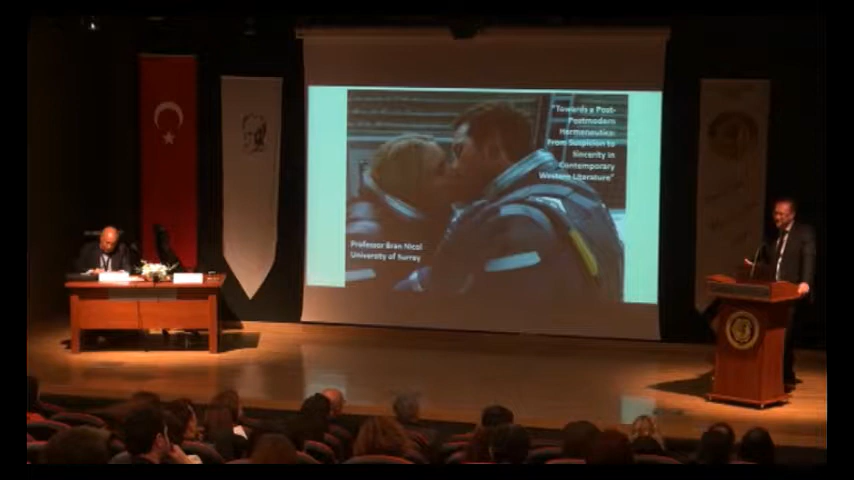 "Towards a Post-
Postmodern
Hermeneutics:
From Suspicion to
Sincerity in
Contemporary
Western Literature"
Professor Bran Nicol
University of Surrey